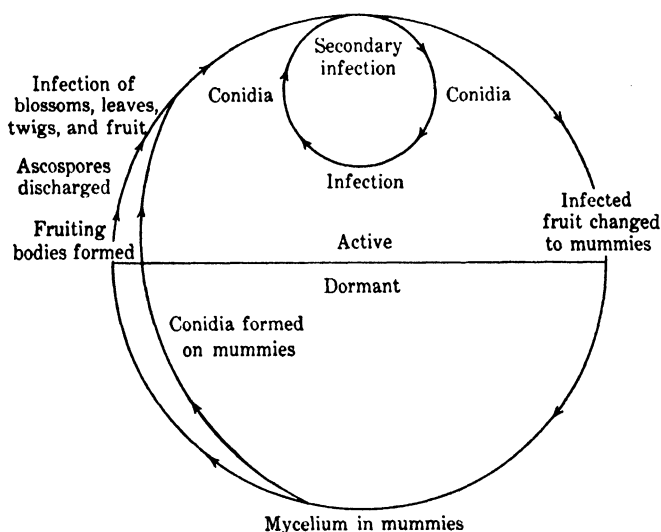 Secondary
infection
Conidia
Conidia
Infection
Infection of
blossoms, leaves,
twigs, and fruit
Ascospores
discharged
Fruiting
bodies formed
Infected
fruit changed
to mummies
Active
Dormant
Conidia formed
on mummies
Mycelium in mummies